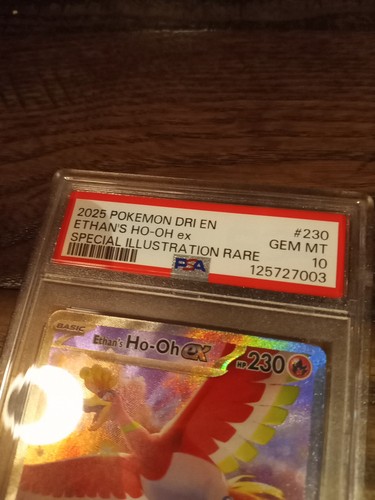 2025 POKEMON DRI EN #230
ETHAN'S HO-OH ex GEM MT
SPECIAL ILLUSTRATION RARE 10
PSA 125727003
BASIC
Ethan's Ho-Oh ex HP 230